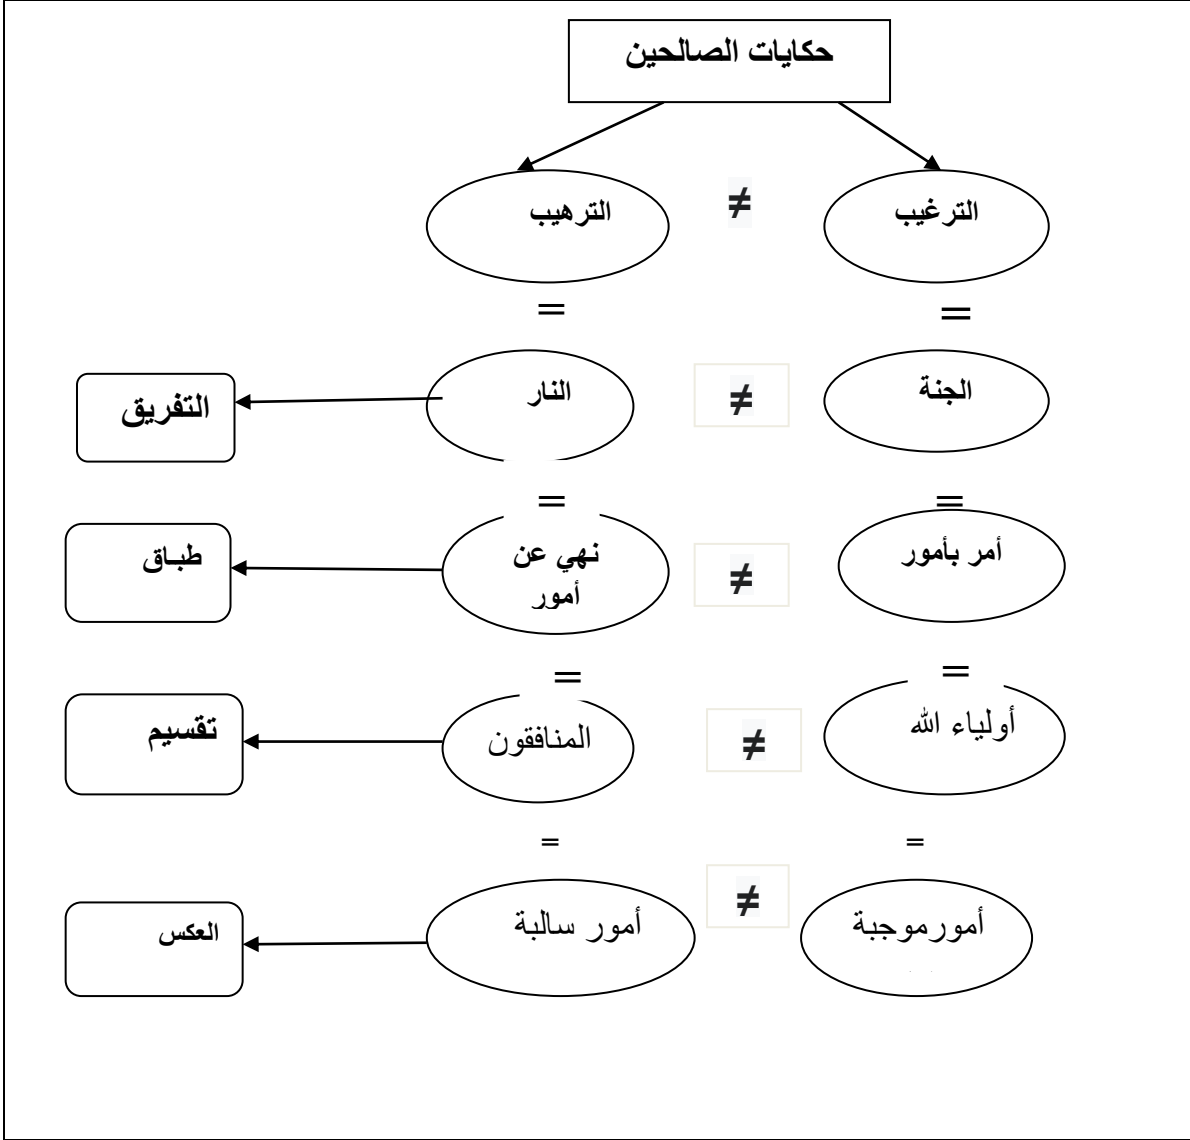 حكايات الصالحين
الترغيب ≠ الترهيب
= =
الجنة ≠ النار التفريق
= =
أمر بأمور ≠ نهي عن
أمور
طباق
= =
أولياء الله ≠ المنافقون تقسيم
= =
أمورموجبة ≠ أمور سالبة العكس